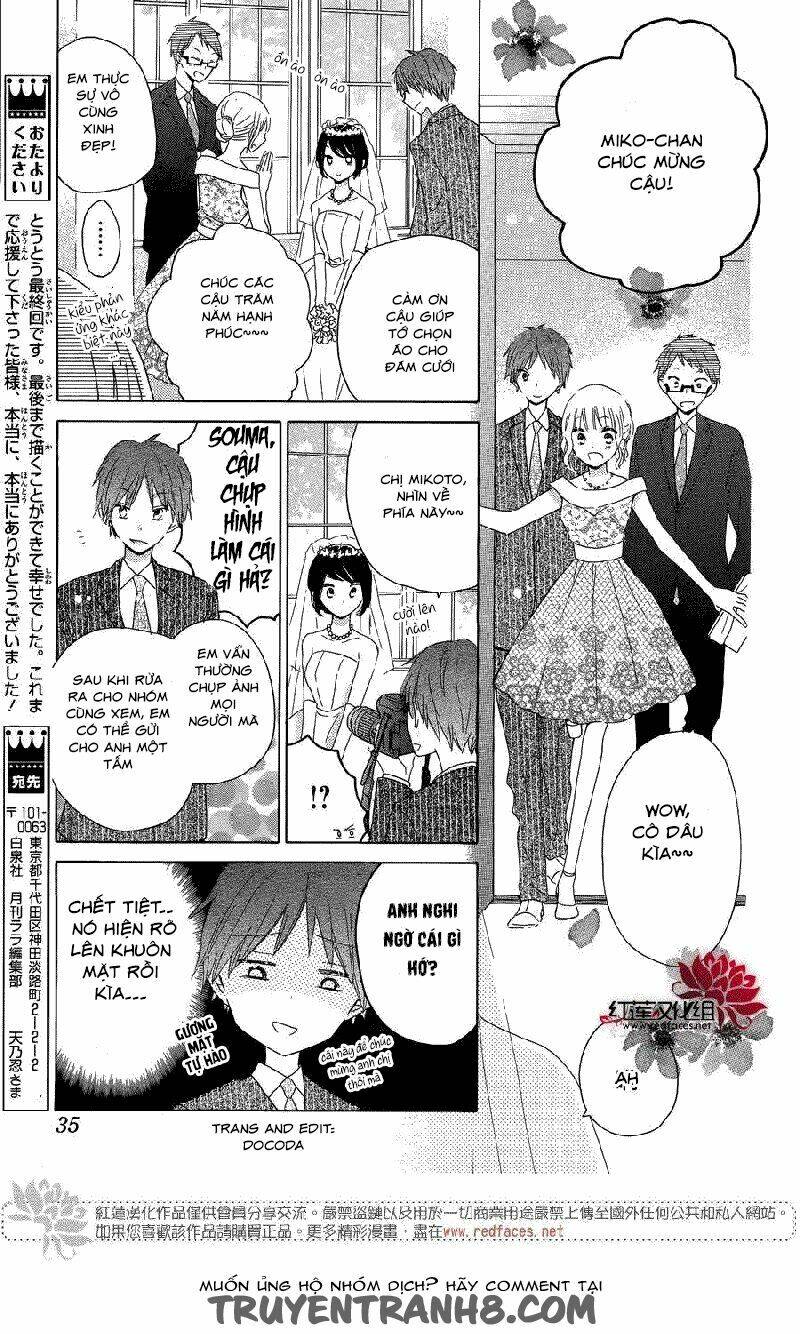 MIKO-CHAN
CHÚC MỪNG
CẬU!
WOW,
CÔ DÂU
KÌA~~
AH
EM THỰC
SỰ VÔ
CÙNG
XINH
ĐẸP!
ồn ào
ồn ào
......
kiểu phản
ứng khác
biệt này
CHÚC CÁC
CẬU TRĂM
NĂM HẠNH
PHÚC~~~
CẢM ƠN
CẬU GIÚP
TỚ CHỌN
ÁO CHO
ĐÁM CƯỚI
CHỊ MIKOTO,
NHÌN VỀ
PHÍA NÀY~~
cười lên
nào!
!?
SOUMA,
CẬU
CHỤP
HÌNH
LÀM CÁI
GÌ HẢ?
EM VẪN
THƯỜNG
CHỤP ẢNH
MỌI
NGƯỜI MÀ
SAU KHI RỬA
RA CHO NHÓM
CÙNG XEM, EM
CÓ THỂ GỬI
CHO ANH MỘT
TẤM
ANH NGHI
NGỜ CÁI GÌ
HỚ?
CHẾT TIỆT..
NÓ HIỆN RÕ
LÊN KHUÔN
MẶT RỒI
KÌA...
GƯƠNG
MẶT
TỰ HÀO
cái này để chúc
mừng anh chị
thôi mà
おたより
ください
とうとう最終回です。最後まで描くことができて幸せでした。これま
で応援して下さった皆様、本当に、本当にありがとうございました！
宛先
〒101-0063
東京都千代田区神田淡路町2-2-2
白泉社 月刊ララ編集部 天乃忍さま
35
TRANS AND EDIT:
DOCODA
红莲汉化组
www.redfaces.net
紅蓮漢化作品僅供會員分享交流。嚴禁盜鏈以及用於一切商業用途嚴禁上傳至國外任何公共和私人網站。
如果您喜歡該作品請購買正品。更多精彩漫畫，盡在www.redfaces.net
MUỐN ỦNG HỘ NHÓM DỊCH? HÃY COMMENT TẠI
TRUYENTRANH8.COM